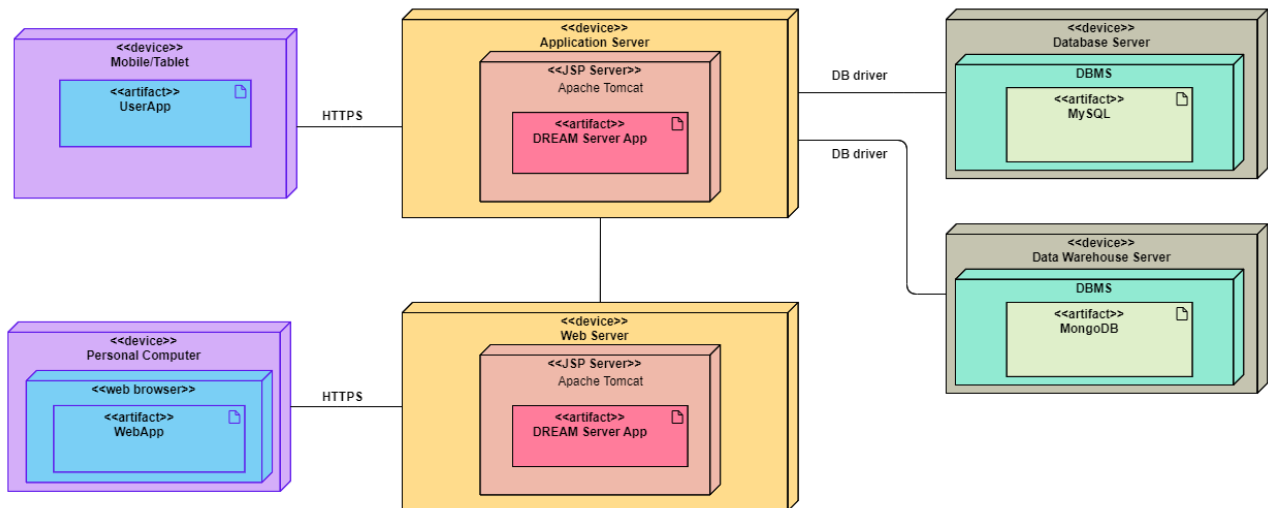 <<device>>
Mobile/Tablet
<<artifact>>
UserApp
HTTPS
<<device>>
Application Server
<<JSP Server>>
Apache Tomcat
<<artifact>>
DREAM Server App
DB driver
DB driver
<<device>>
Database Server
DBMS
<<artifact>>
MySQL
<<device>>
Data Warehouse Server
DBMS
<<artifact>>
MongoDB
<<device>>
Personal Computer
<<web browser>>
<<artifact>>
WebApp
HTTPS
<<device>>
Web Server
<<JSP Server>>
Apache Tomcat
<<artifact>>
DREAM Server App